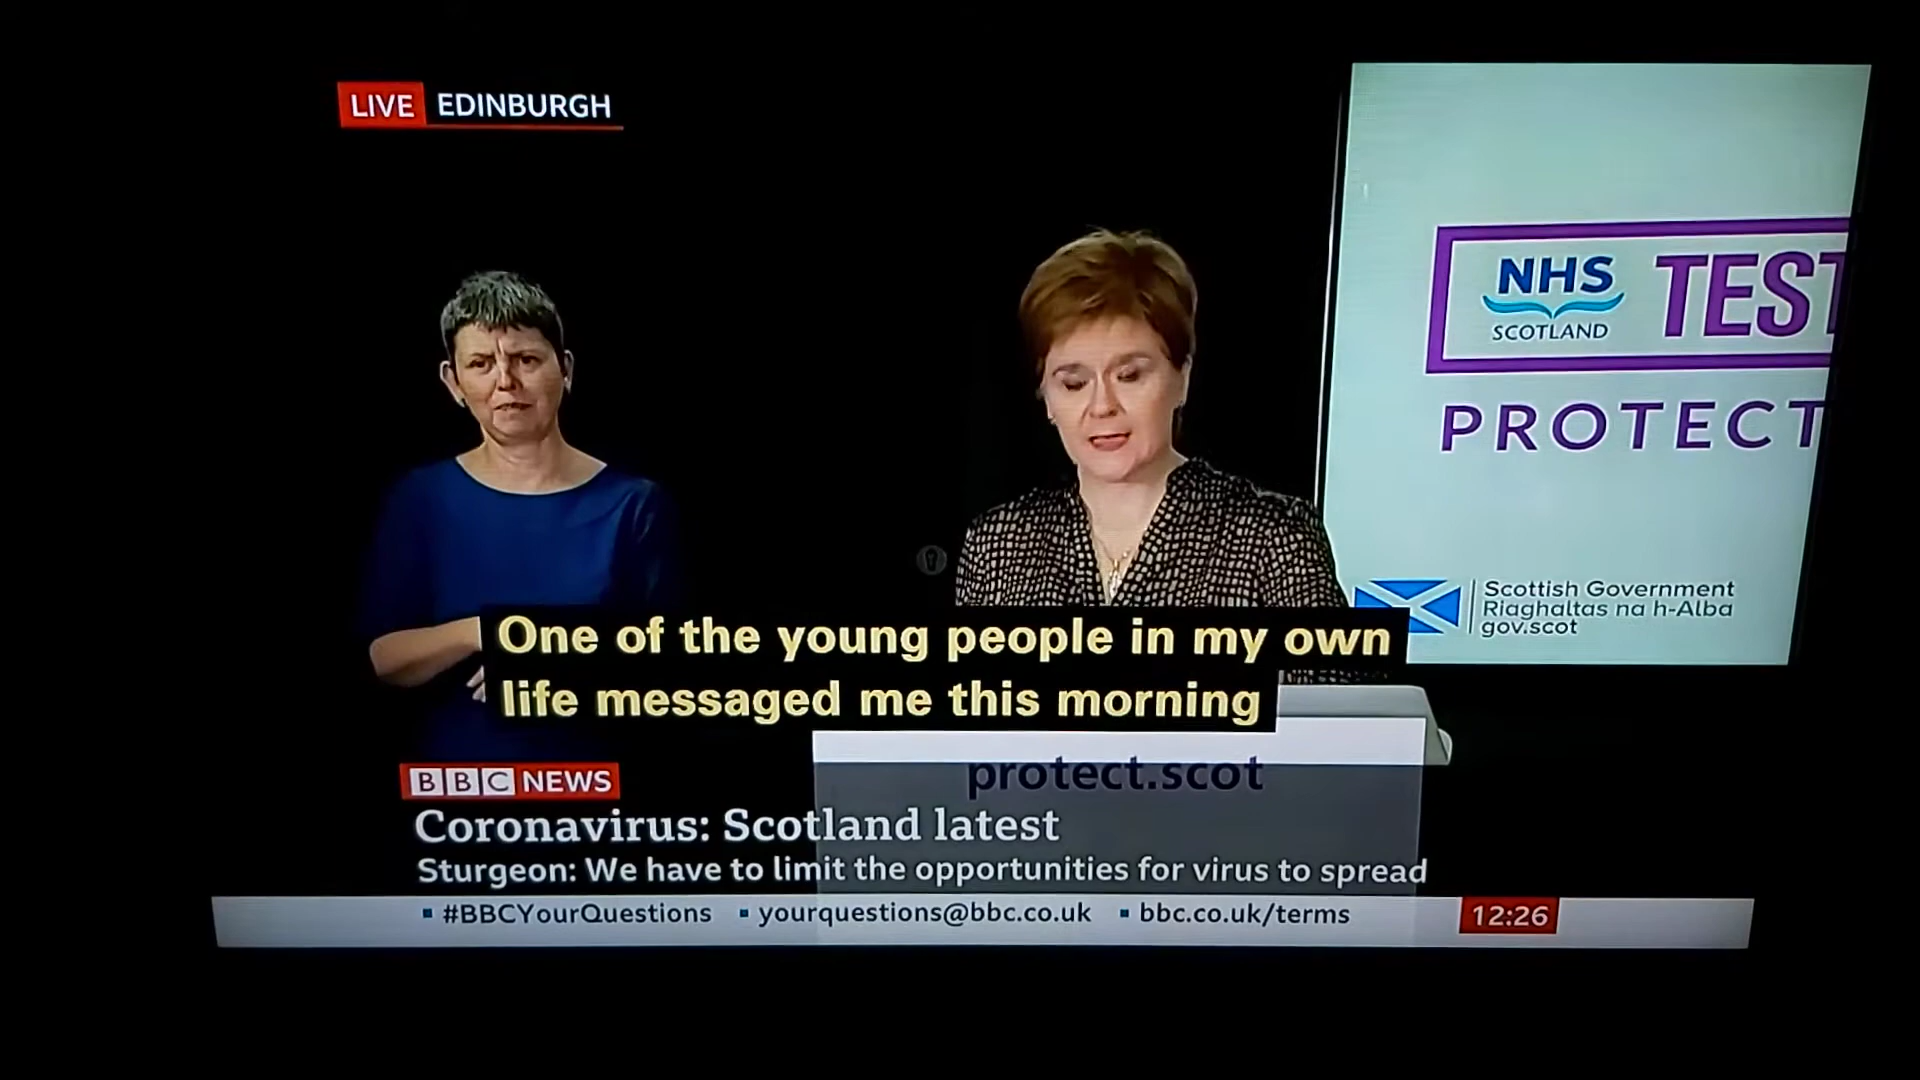 LIVE EDINBURGH
NHS
SCOTLAND
TEST
PROTECT
Scottish Government
Riaghaltas na h-Alba
gov.scot
One of the young people in my own
life messaged me this morning
protect.scot
BBC NEWS
Coronavirus: Scotland latest
Sturgeon: We have to limit the opportunities for virus to spread
#BBCYourQuestions yourquestions@bbc.co.uk bbc.co.uk/terms 12:26